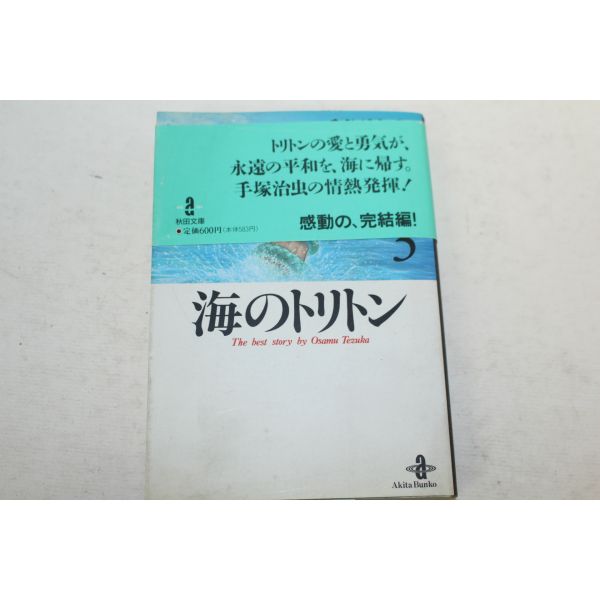 トリトンの愛と勇気が、
永遠の平和を、海に帰す。
手塚治虫の情熱発揮!
a
秋田文庫
●定価600円(本体583円)
感動の、完結編!
海のトリトン
The best story by Osamu Tezuka
a
Akita Bunko